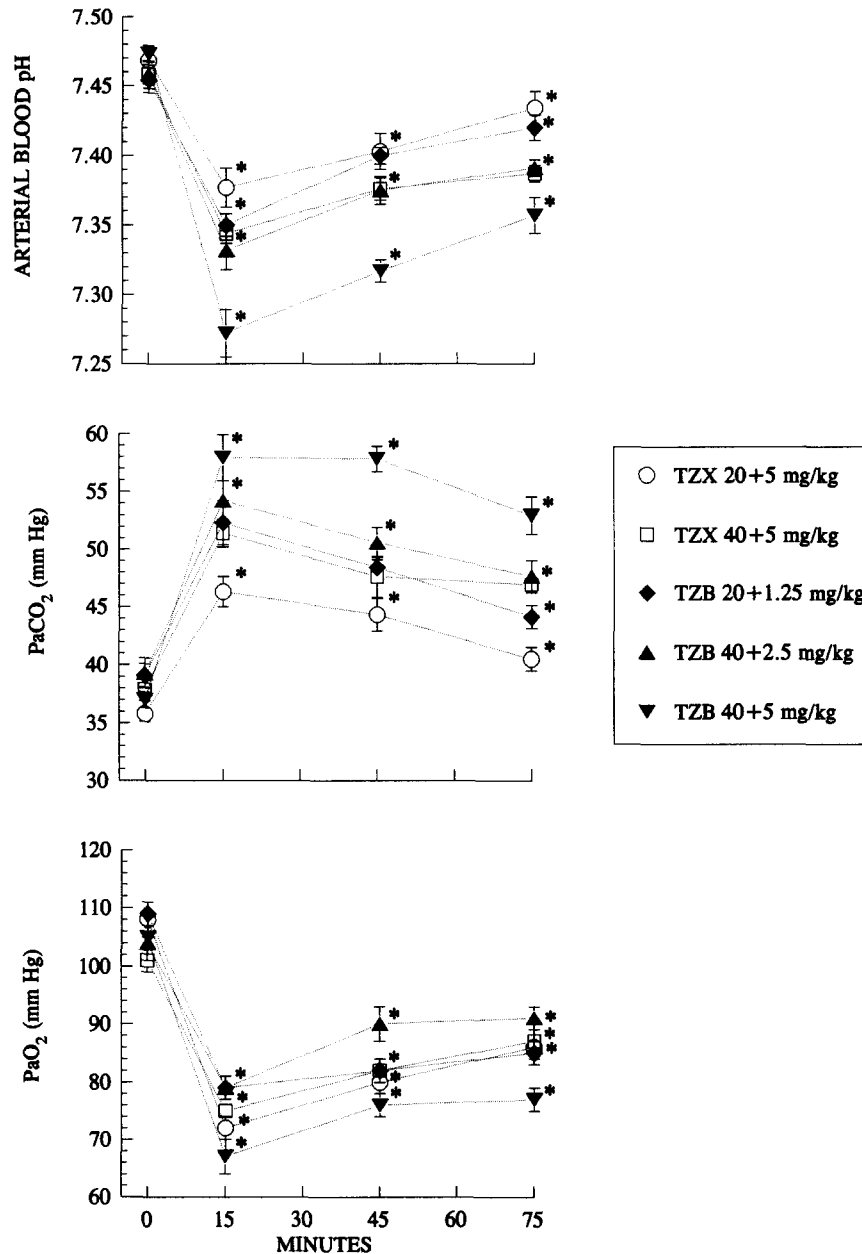 7.50
7.45
7.40
7.35
7.30
7.25
ARTERIAL BLOOD pH
* * * * * * * * * * *
60
55
50
45
40
35
30
PaCO₂ (mm Hg)
* * * * * * * * *
TZX 20+5 mg/kg
TZX 40+5 mg/kg
TZB 20+1.25 mg/kg
TZB 40+2.5 mg/kg
TZB 40+5 mg/kg
120
110
100
90
80
70
60
PaO₂ (mm Hg)
* * * * * * * * * * * *
0 15 45 60 75
MINUTES